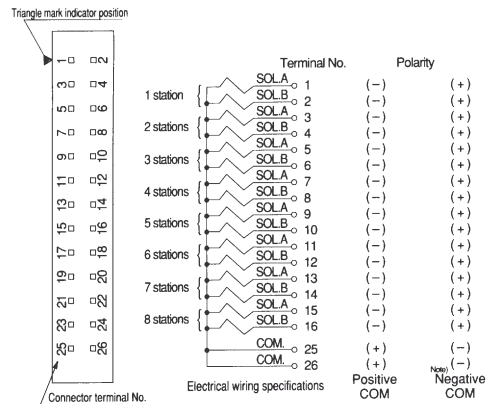 Triangle mark indicator position
1 2
3 4
5 6
7 8
9 10
11 12
13 14
15 16
17 18
19 20
21 22
23 24
25 26
Connector terminal No.
Terminal No. Polarity
SOL.A 1 (−) (+)
1 station { SOL.B 2 (−) (+)
SOL.A 3 (−) (+)
2 stations { SOL.B 4 (−) (+)
SOL.A 5 (−) (+)
3 stations { SOL.B 6 (−) (+)
SOL.A 7 (−) (+)
4 stations { SOL.B 8 (−) (+)
SOL.A 9 (−) (+)
5 stations { SOL.B 10 (−) (+)
SOL.A 11 (−) (+)
6 stations { SOL.B 12 (−) (+)
SOL.A 13 (−) (+)
7 stations { SOL.B 14 (−) (+)
SOL.A 15 (−) (+)
8 stations { SOL.B 16 (−) (+)
COM. 25 (+) (−)
COM. 26 (+) Note) (−)
Electrical wiring specifications
Positive COM
Negative COM